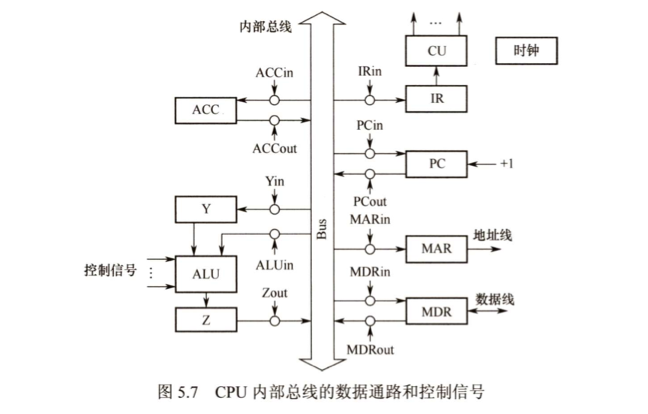 内部总线
…
CU
时钟
ACCin
IRin
ACC
IR
ACCout
PCin
PC
+1
Yin
PCout
Y
MARin
Bus
MAR
地址线
控制信号
⋮
ALU
ALUin
MDRin
Zout
MDR
数据线
Z
MDRout
图 5.7 CPU 内部总线的数据通路和控制信号